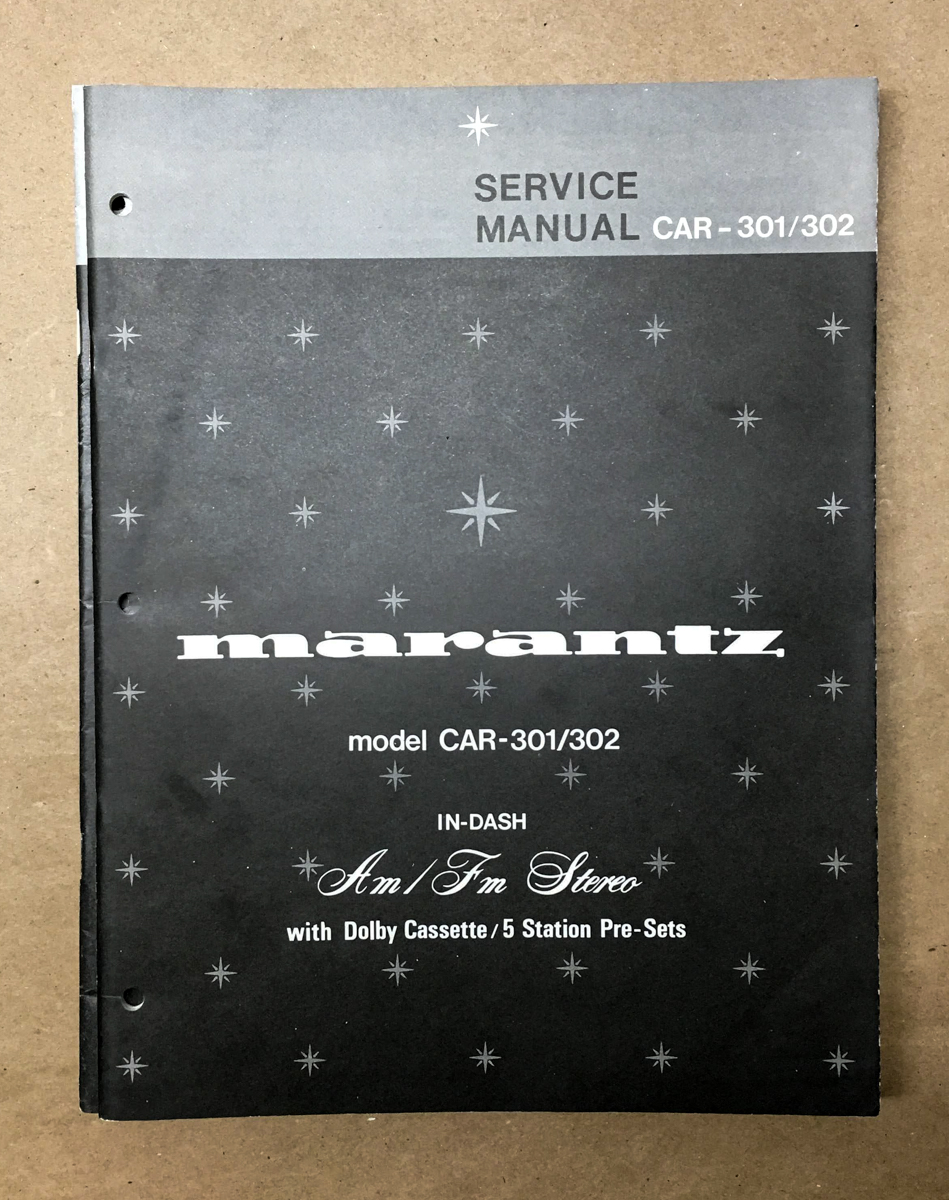 SERVICE
MANUAL CAR-301/302
marantz
model CAR-301/302
IN-DASH
Am/Fm Stereo
with Dolby Cassette/5 Station Pre-Sets